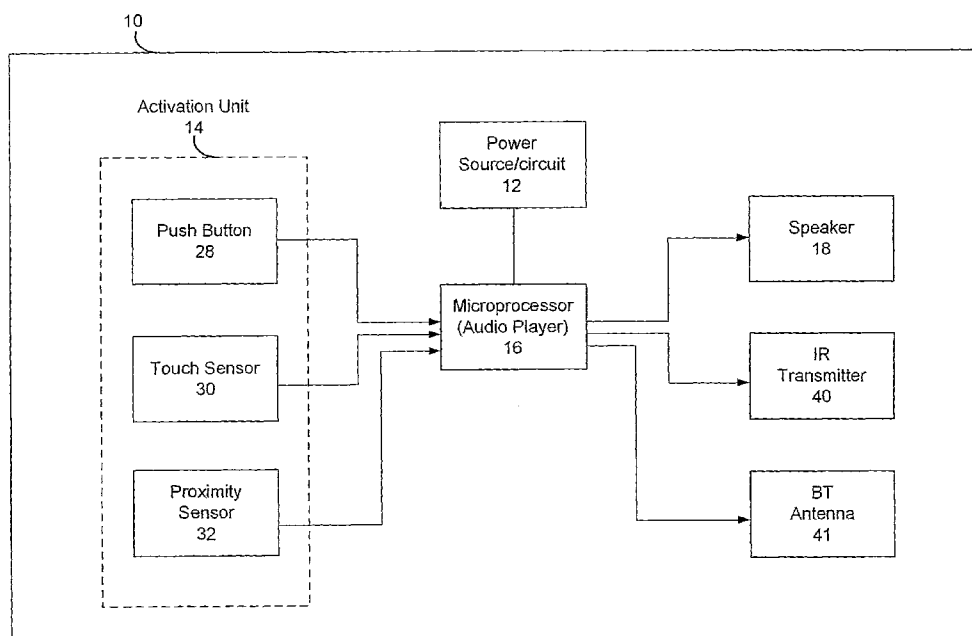 10
Activation Unit
14
Push Button
28
Touch Sensor
30
Proximity
Sensor
32
Power
Source/circuit
12
Microprocessor
(Audio Player)
16
Speaker
18
IR
Transmitter
40
BT
Antenna
41